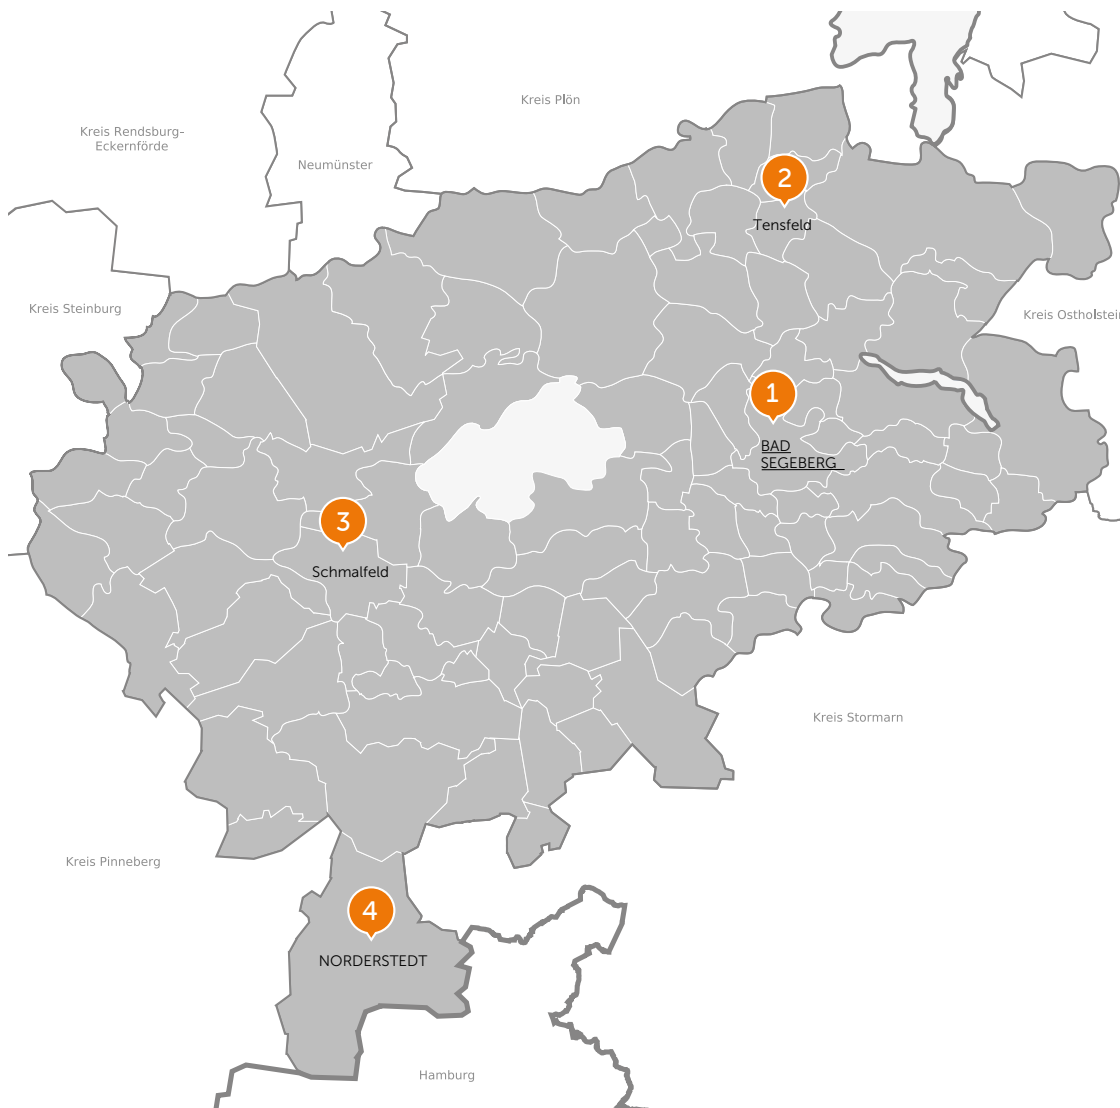 Kreis Plön
Kreis Rendsburg-
Eckernförde
Neumünster
2
Tensfeld
Kreis Steinburg
Kreis Ostholstein
1
BAD
SEGEBERG
3
Schmalfeld
Kreis Stormarn
Kreis Pinneberg
4
NORDERSTEDT
Hamburg